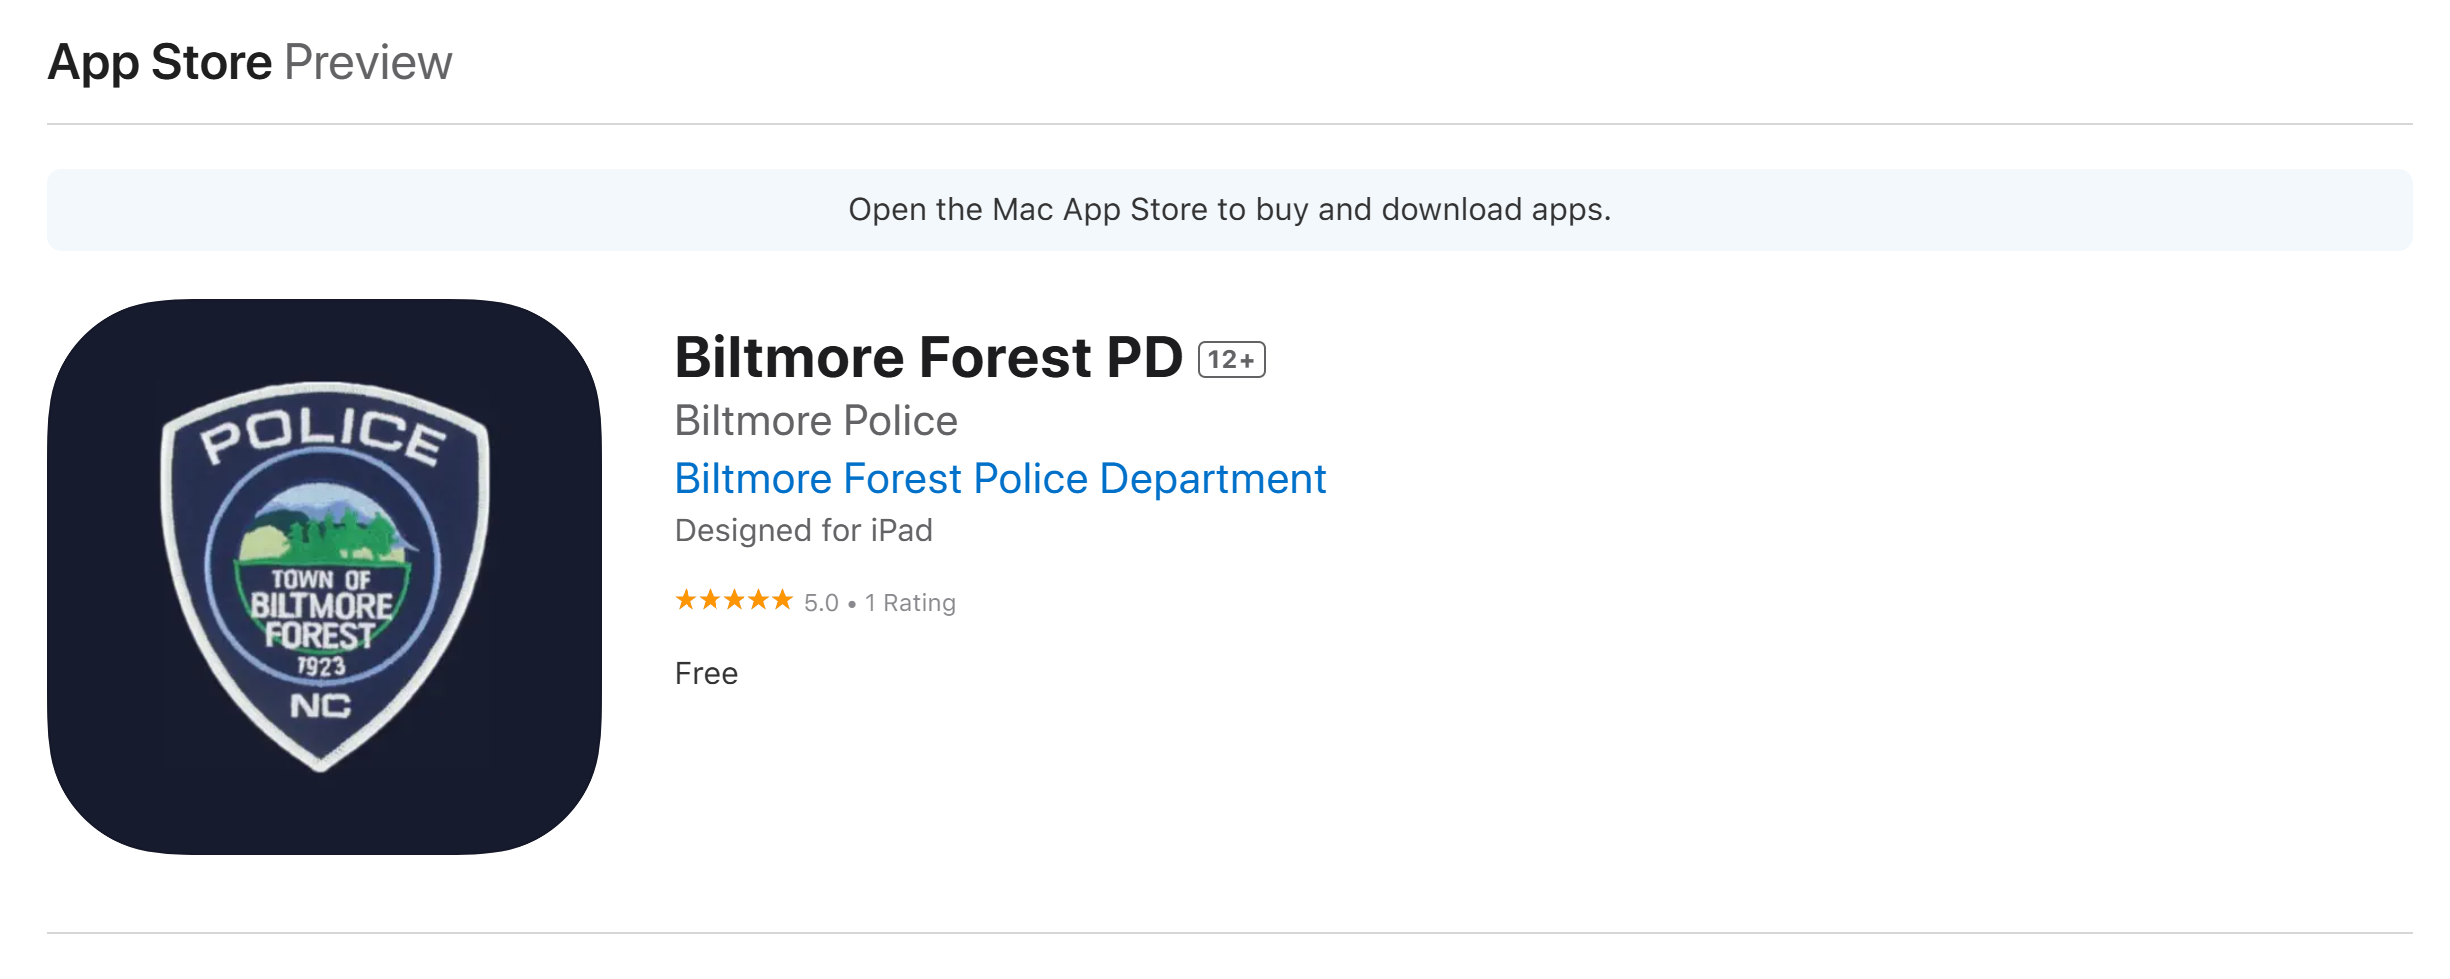 App Store Preview
Open the Mac App Store to buy and download apps.
POLICE
TOWN OF
BILTMORE
FOREST
1923
NC
Biltmore Forest PD 12+
Biltmore Police
Biltmore Forest Police Department
Designed for iPad
★★★★★ 5.0 • 1 Rating
Free